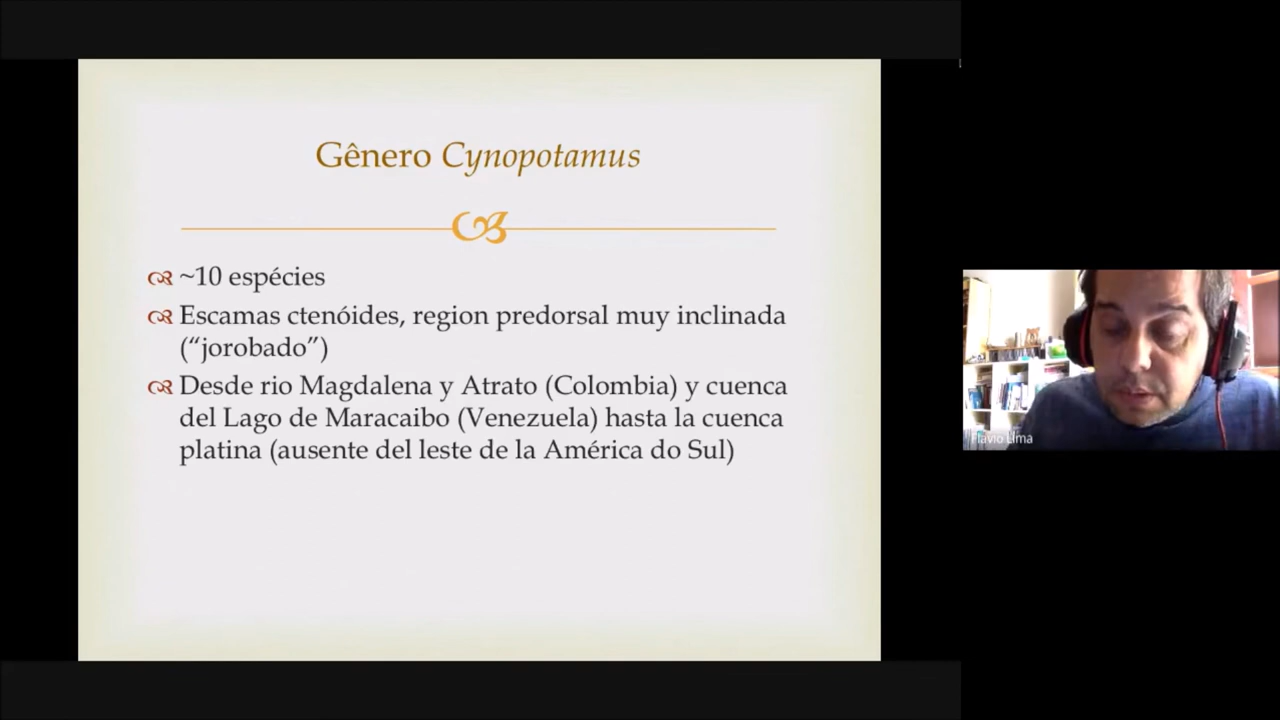 Gênero Cynopotamus
~10 espécies
Escamas ctenóides, region predorsal muy inclinada
(“jorobado”)
Desde rio Magdalena y Atrato (Colombia) y cuenca
del Lago de Maracaibo (Venezuela) hasta la cuenca
platina (ausente del leste de la América do Sul)
Flavio Lima